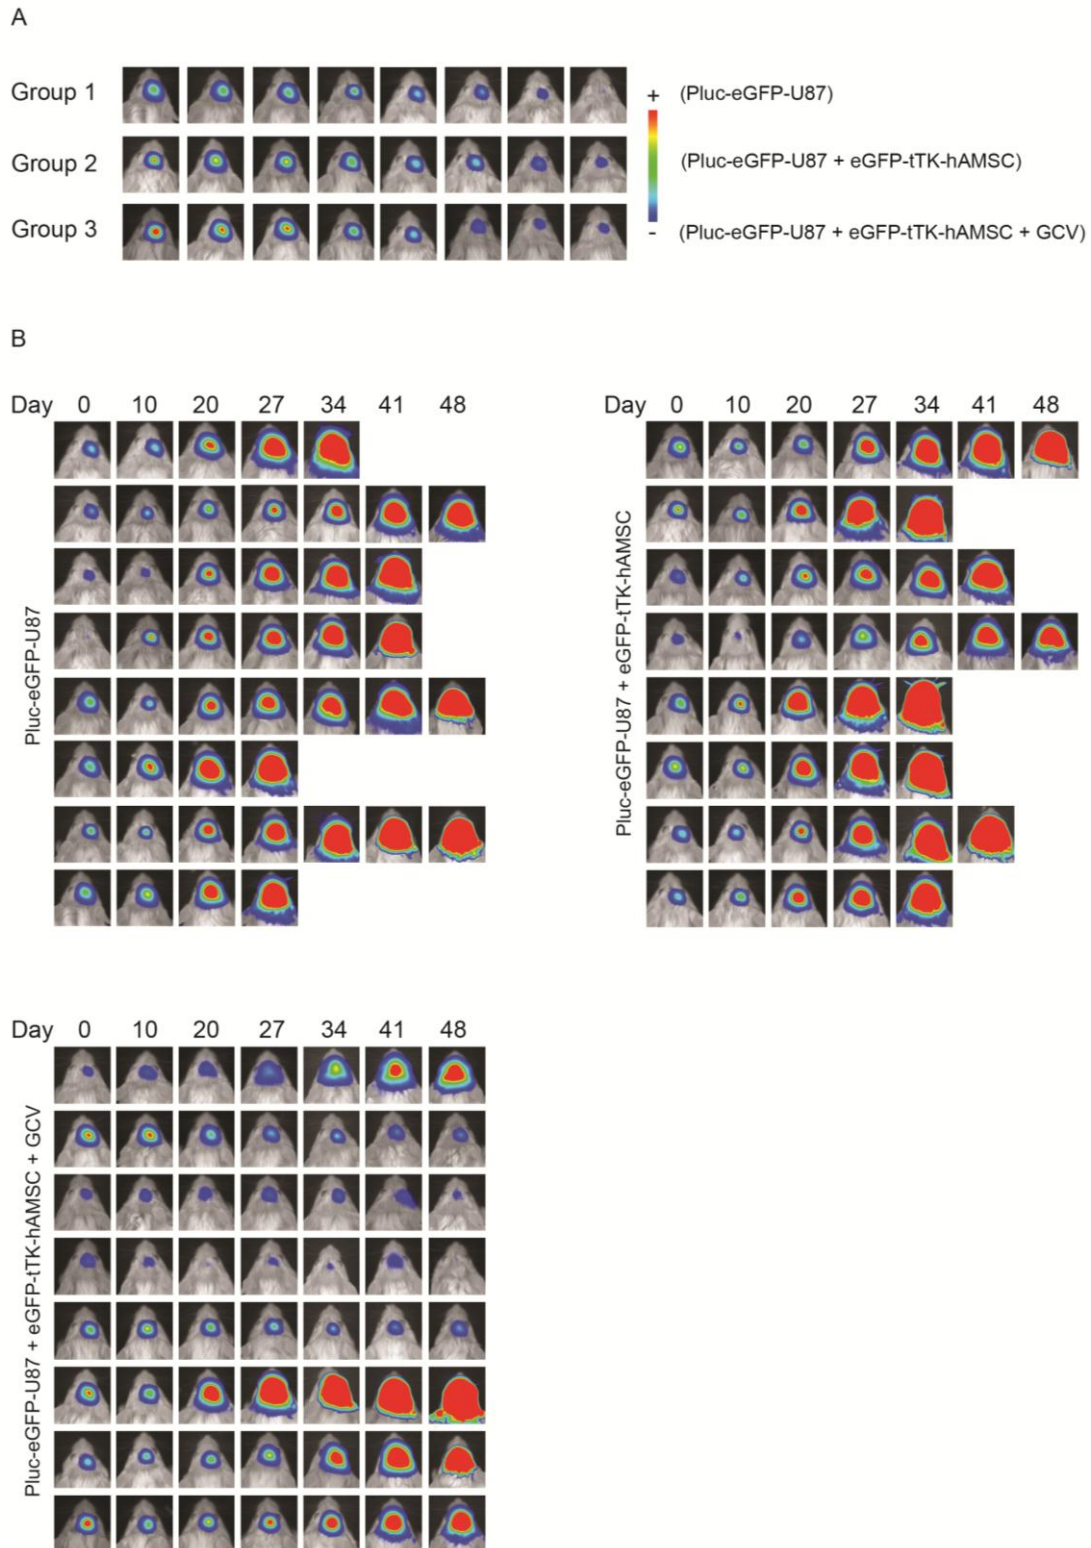 A
Group 1
+ (Pluc-eGFP-U87)
Group 2
(Pluc-eGFP-U87 + eGFP-tTK-hAMSC)
Group 3
- (Pluc-eGFP-U87 + eGFP-tTK-hAMSC + GCV)
B
Day 0 10 20 27 34 41 48
Pluc-eGFP-U87
Day 0 10 20 27 34 41 48
Pluc-eGFP-U87 + eGFP-tTK-hAMSC
Day 0 10 20 27 34 41 48
Pluc-eGFP-U87 + eGFP-tTK-hAMSC + GCV